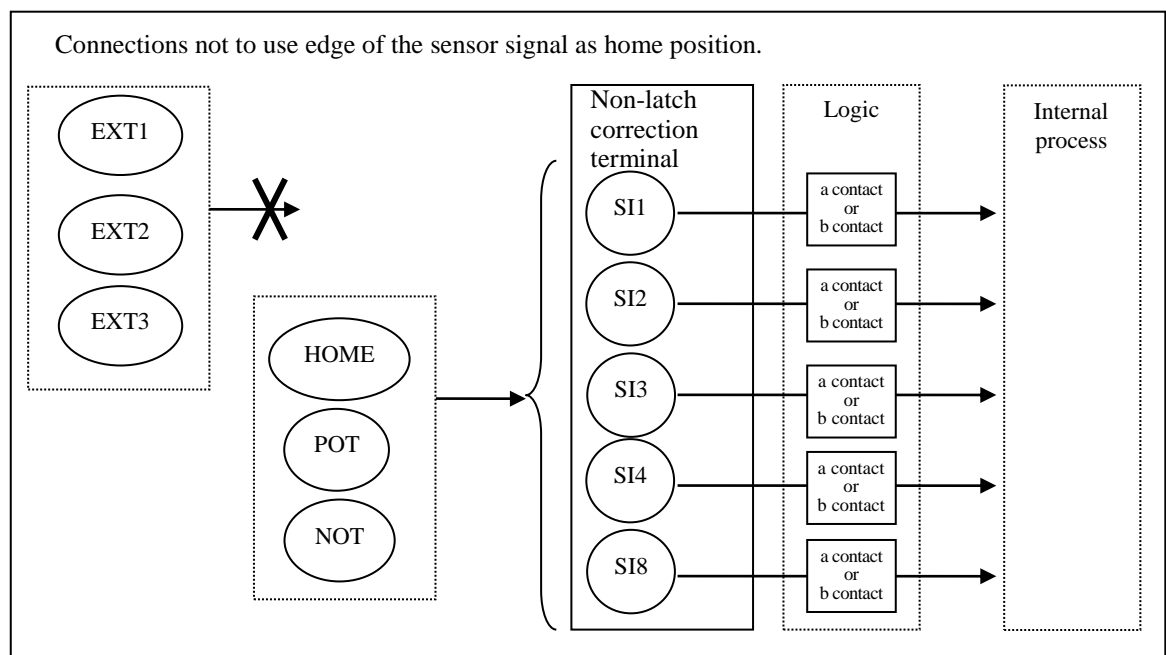 Connections not to use edge of the sensor signal as home position.
EXT1
EXT2
EXT3
HOME
POT
NOT
Non-latch
correction
terminal
SI1
SI2
SI3
SI4
SI8
Logic
a contact
or
b contact
a contact
or
b contact
a contact
or
b contact
a contact
or
b contact
a contact
or
b contact
Internal
process